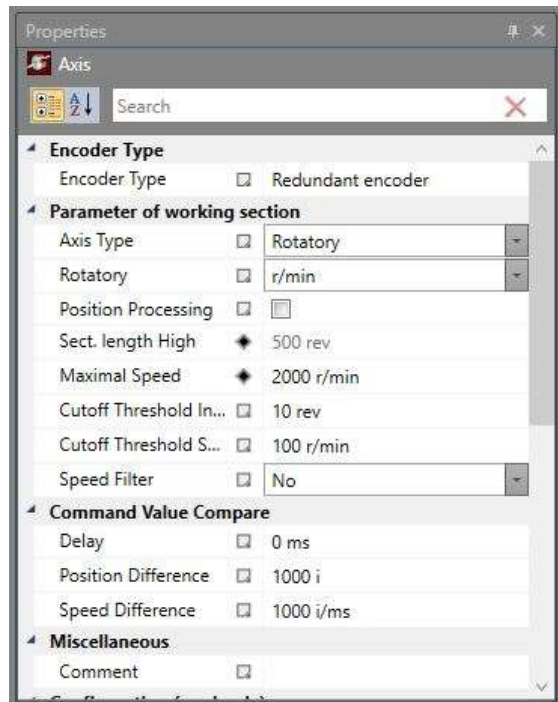 Properties
Axis
A Z Search
Encoder Type
Encoder Type Redundant encoder
Parameter of working section
Axis Type Rotatory
Rotatory r/min
Position Processing
Sect. length High 500 rev
Maximal Speed 2000 r/min
Cutoff Threshold In... 10 rev
Cutoff Threshold S... 100 r/min
Speed Filter No
Command Value Compare
Delay 0 ms
Position Difference 1000 i
Speed Difference 1000 i/ms
Miscellaneous
Comment